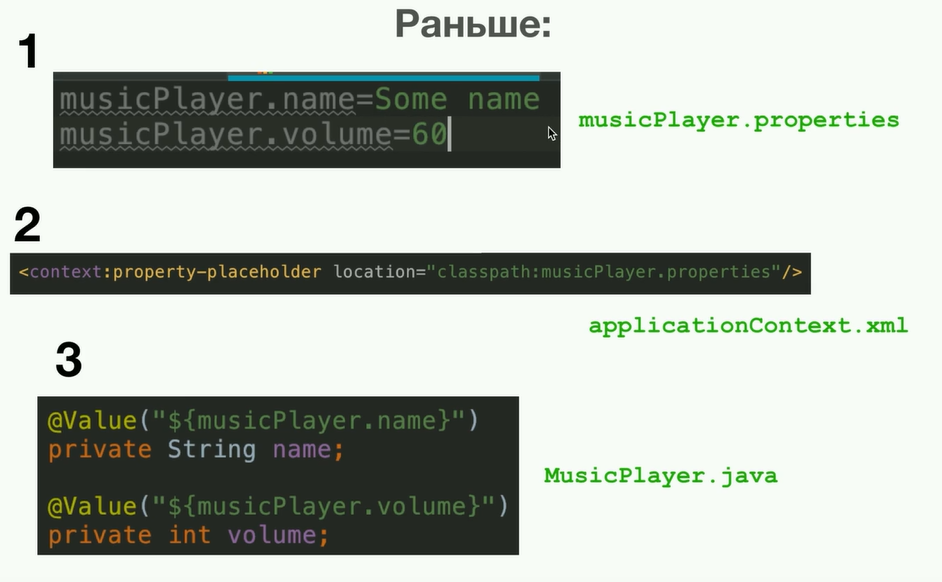 Раньше:
1
musicPlayer.name=Some name
musicPlayer.volume=60
musicPlayer.properties
2
<context:property-placeholder location="classpath:musicPlayer.properties"/>
applicationContext.xml
3
@Value("${musicPlayer.name}")
private String name;
@Value("${musicPlayer.volume}")
private int volume;
MusicPlayer.java